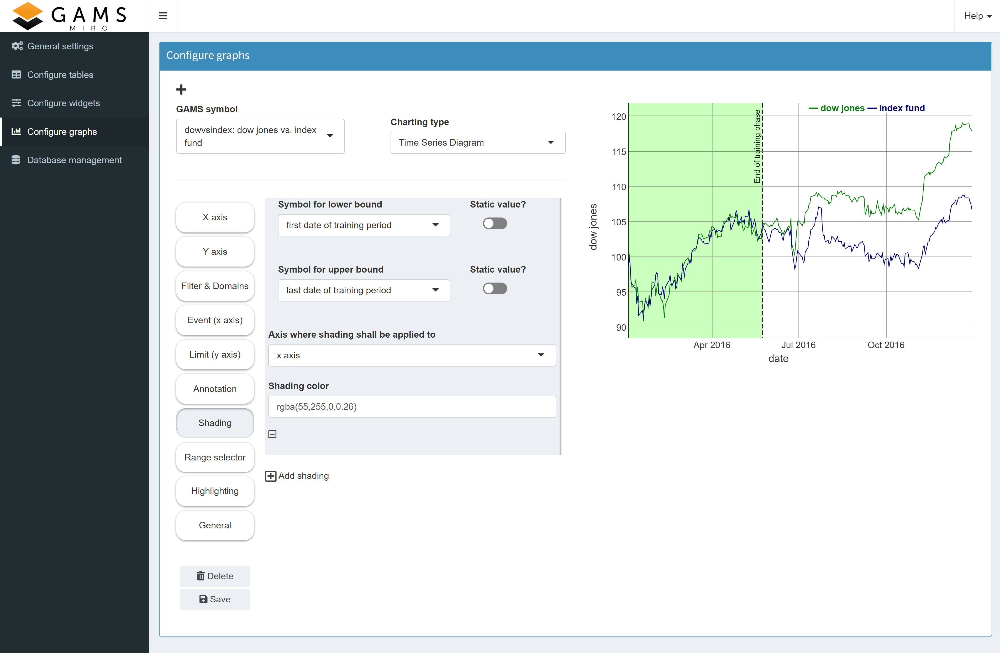 GAMS
MIRO
Help
General settings
Configure tables
Configure widgets
Configure graphs
Database management
Configure graphs
GAMS symbol
dowvsindex: dow jones vs. index
fund
Charting type
Time Series Diagram
X axis
Y axis
Filter & Domains
Event (x axis)
Limit (y axis)
Annotation
Shading
Range selector
Highlighting
General
Delete
Save
Symbol for lower bound
Static value?
first date of training period
Symbol for upper bound
Static value?
last date of training period
Axis where shading shall be applied to
x axis
Shading color
rgba(55,255,0,0.26)
Add shading
dow jones
index fund
End of training phase
dow jones
120
115
110
105
100
95
90
Apr 2016
Jul 2016
Oct 2016
date